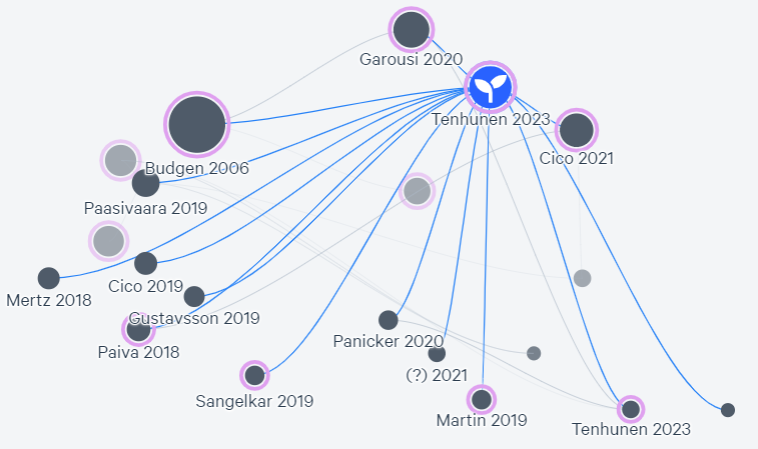 Garousi 2020
Tenhunen 2023
Cico 2021
Budgen 2006
Paasivaara 2019
Cico 2019
Mertz 2018
Gustavsson 2019
Panicker 2020
Paiva 2018
(?) 2021
Sangelkar 2019
Martin 2019
Tenhunen 2023